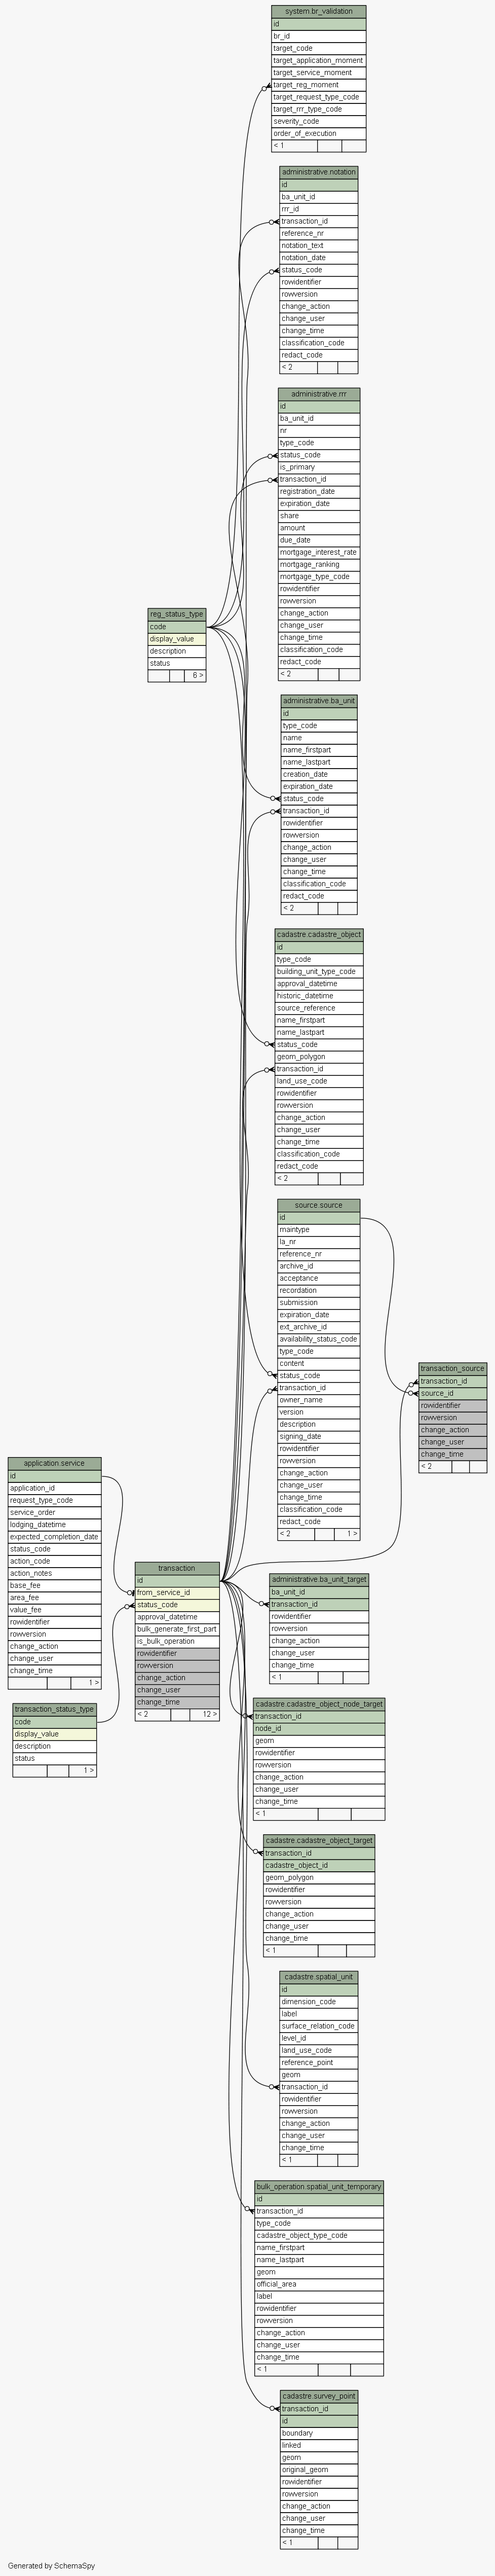 system.br_validation
id
br_id
target_code
target_application_moment
target_service_moment
target_reg_moment
target_request_type_code
target_rrr_type_code
severity_code
order_of_execution
< 1
administrative.notation
id
ba_unit_id
rrr_id
transaction_id
reference_nr
notation_text
notation_date
status_code
rowidentifier
rowversion
change_action
change_user
change_time
classification_code
redact_code
< 2
administrative.rrr
id
ba_unit_id
nr
type_code
status_code
is_primary
transaction_id
registration_date
expiration_date
share
amount
due_date
mortgage_interest_rate
mortgage_ranking
mortgage_type_code
rowidentifier
rowversion
change_action
change_user
change_time
classification_code
redact_code
< 2
reg_status_type
code
display_value
description
status
6 >
administrative.ba_unit
id
type_code
name
name_firstpart
name_lastpart
creation_date
expiration_date
status_code
transaction_id
rowidentifier
rowversion
change_action
change_user
change_time
classification_code
redact_code
< 2
cadastre.cadastre_object
id
type_code
building_unit_type_code
approval_datetime
historic_datetime
source_reference
name_firstpart
name_lastpart
status_code
geom_polygon
transaction_id
land_use_code
rowidentifier
rowversion
change_action
change_user
change_time
classification_code
redact_code
< 2
source.source
id
maintype
la_nr
reference_nr
archive_id
acceptance
recordation
submission
expiration_date
ext_archive_id
availability_status_code
type_code
content
status_code
transaction_id
owner_name
version
description
signing_date
rowidentifier
rowversion
change_action
change_user
change_time
classification_code
redact_code
< 2 1 >
transaction_source
transaction_id
source_id
rowidentifier
rowversion
change_action
change_user
change_time
< 2
application.service
id
application_id
request_type_code
service_order
lodging_datetime
expected_completion_date
status_code
action_code
action_notes
base_fee
area_fee
value_fee
rowidentifier
rowversion
change_action
change_user
change_time
1 >
transaction
id
from_service_id
status_code
approval_datetime
bulk_generate_first_part
is_bulk_operation
rowidentifier
rowversion
change_action
change_user
change_time
< 2 12 >
transaction_status_type
code
display_value
description
status
1 >
administrative.ba_unit_target
ba_unit_id
transaction_id
rowidentifier
rowversion
change_action
change_user
change_time
< 1
cadastre.cadastre_object_node_target
transaction_id
node_id
geom
rowidentifier
rowversion
change_action
change_user
change_time
< 1
cadastre.cadastre_object_target
transaction_id
cadastre_object_id
geom_polygon
rowidentifier
rowversion
change_action
change_user
change_time
< 1
cadastre.spatial_unit
id
dimension_code
label
surface_relation_code
level_id
land_use_code
reference_point
geom
transaction_id
rowidentifier
rowversion
change_action
change_user
change_time
< 1
bulk_operation.spatial_unit_temporary
id
transaction_id
type_code
cadastre_object_type_code
name_firstpart
name_lastpart
geom
official_area
label
rowidentifier
rowversion
change_action
change_user
change_time
< 1
cadastre.survey_point
transaction_id
id
boundary
linked
geom
original_geom
rowidentifier
rowversion
change_action
change_user
change_time
< 1
Generated by SchemaSpy